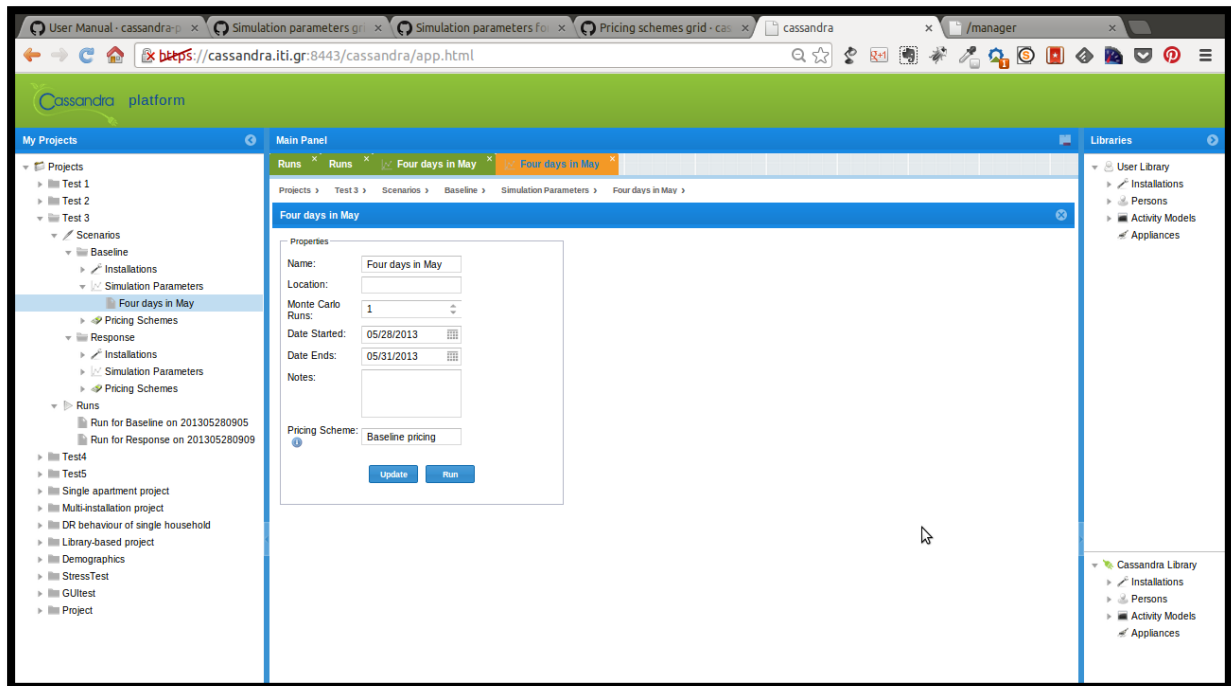 User Manual · cassandra-p
Simulation parameters gri
Simulation parameters for
Pricing schemes grid · cas
cassandra
/manager
https://cassandra.iti.gr:8443/cassandra/app.html
Cassandra platform
My Projects
Main Panel
Libraries
Projects
Test 1
Test 2
Test 3
Scenarios
Baseline
Installations
Simulation Parameters
Four days in May
Pricing Schemes
Response
Installations
Simulation Parameters
Pricing Schemes
Runs
Run for Baseline on 201305280905
Run for Response on 201305280909
Test4
Test5
Single apartment project
Multi-installation project
DR behaviour of single household
Library-based project
Demographics
StressTest
GUItest
Project
Runs
Runs
Four days in May
Four days in May
Projects › Test 3 › Scenarios › Baseline › Simulation Parameters › Four days in May ›
Four days in May
Properties
Name: Four days in May
Location:
Monte Carlo Runs: 1
Date Started: 05/28/2013
Date Ends: 05/31/2013
Notes:
Pricing Scheme: Baseline pricing
Update
Run
User Library
Installations
Persons
Activity Models
Appliances
Cassandra Library
Installations
Persons
Activity Models
Appliances